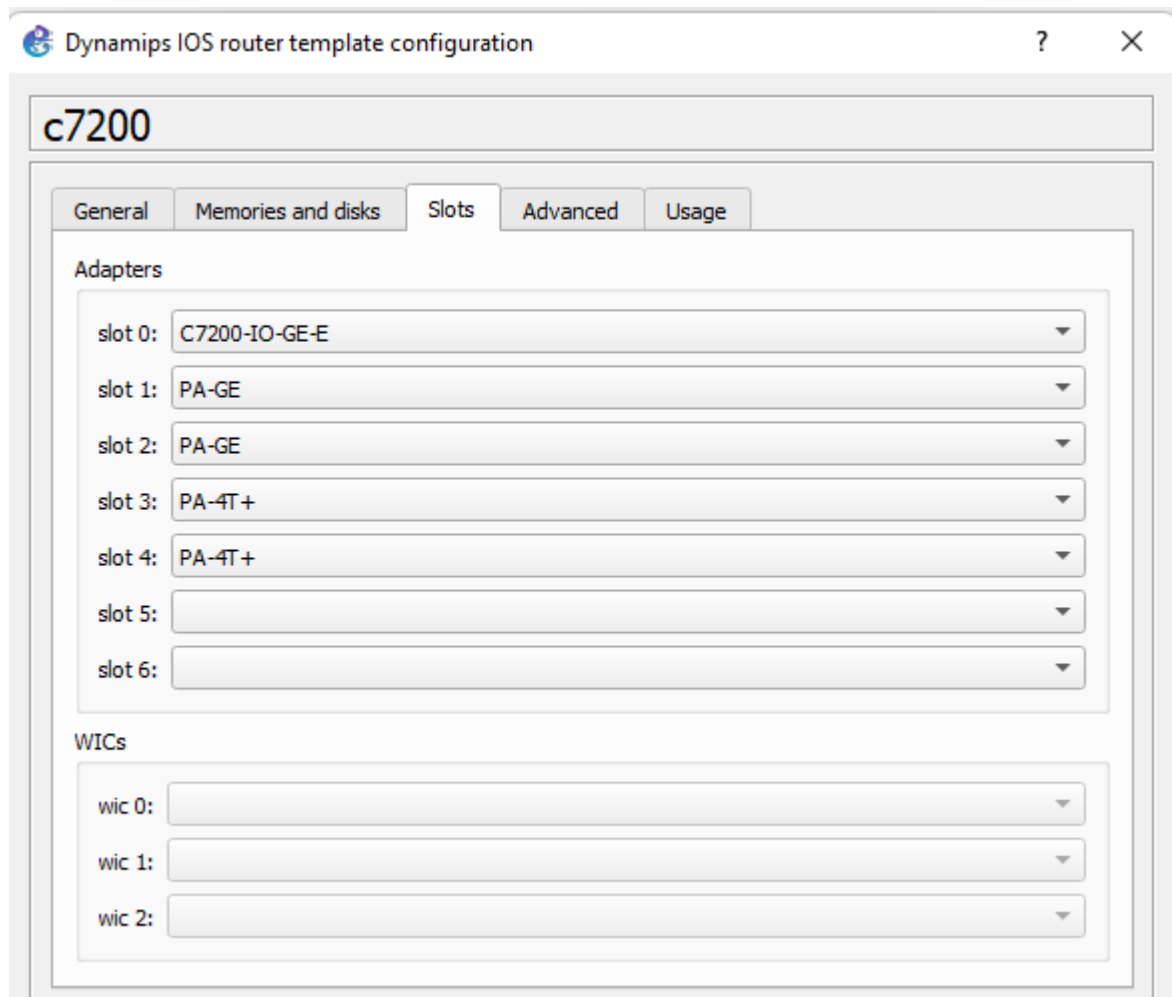 Dynamips IOS router template configuration ? ×
c7200
General Memories and disks Slots Advanced Usage
Adapters
slot 0: C7200-IO-GE-E
slot 1: PA-GE
slot 2: PA-GE
slot 3: PA-4T+
slot 4: PA-4T+
slot 5:
slot 6:
WICs
wic 0:
wic 1:
wic 2: